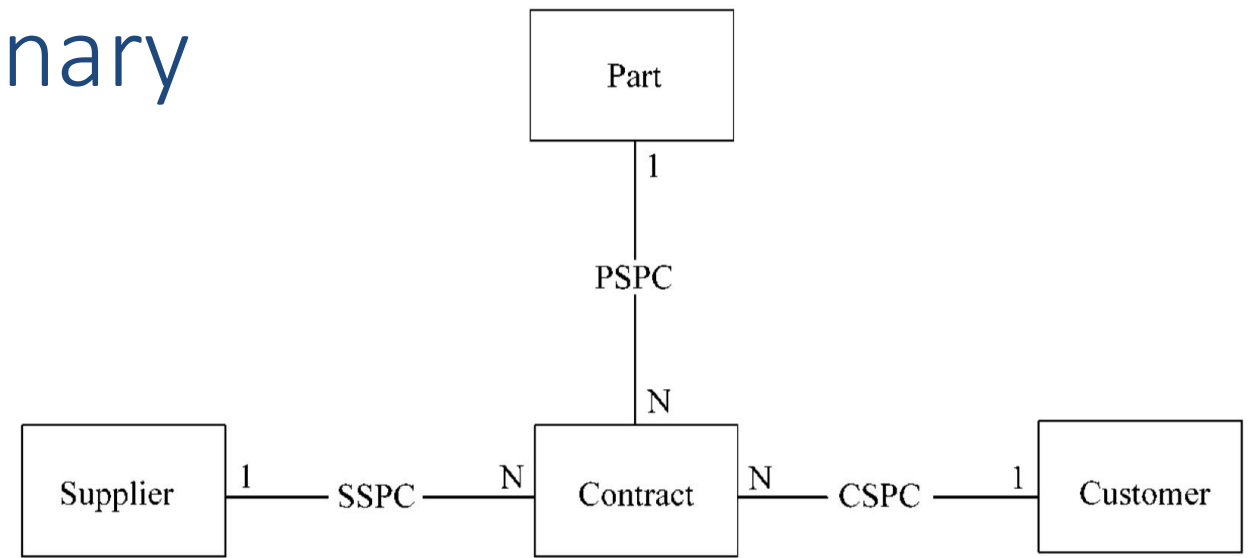 nary
Part
1
PSPC
N
Supplier 1 SSPC N Contract N CSPC 1 Customer